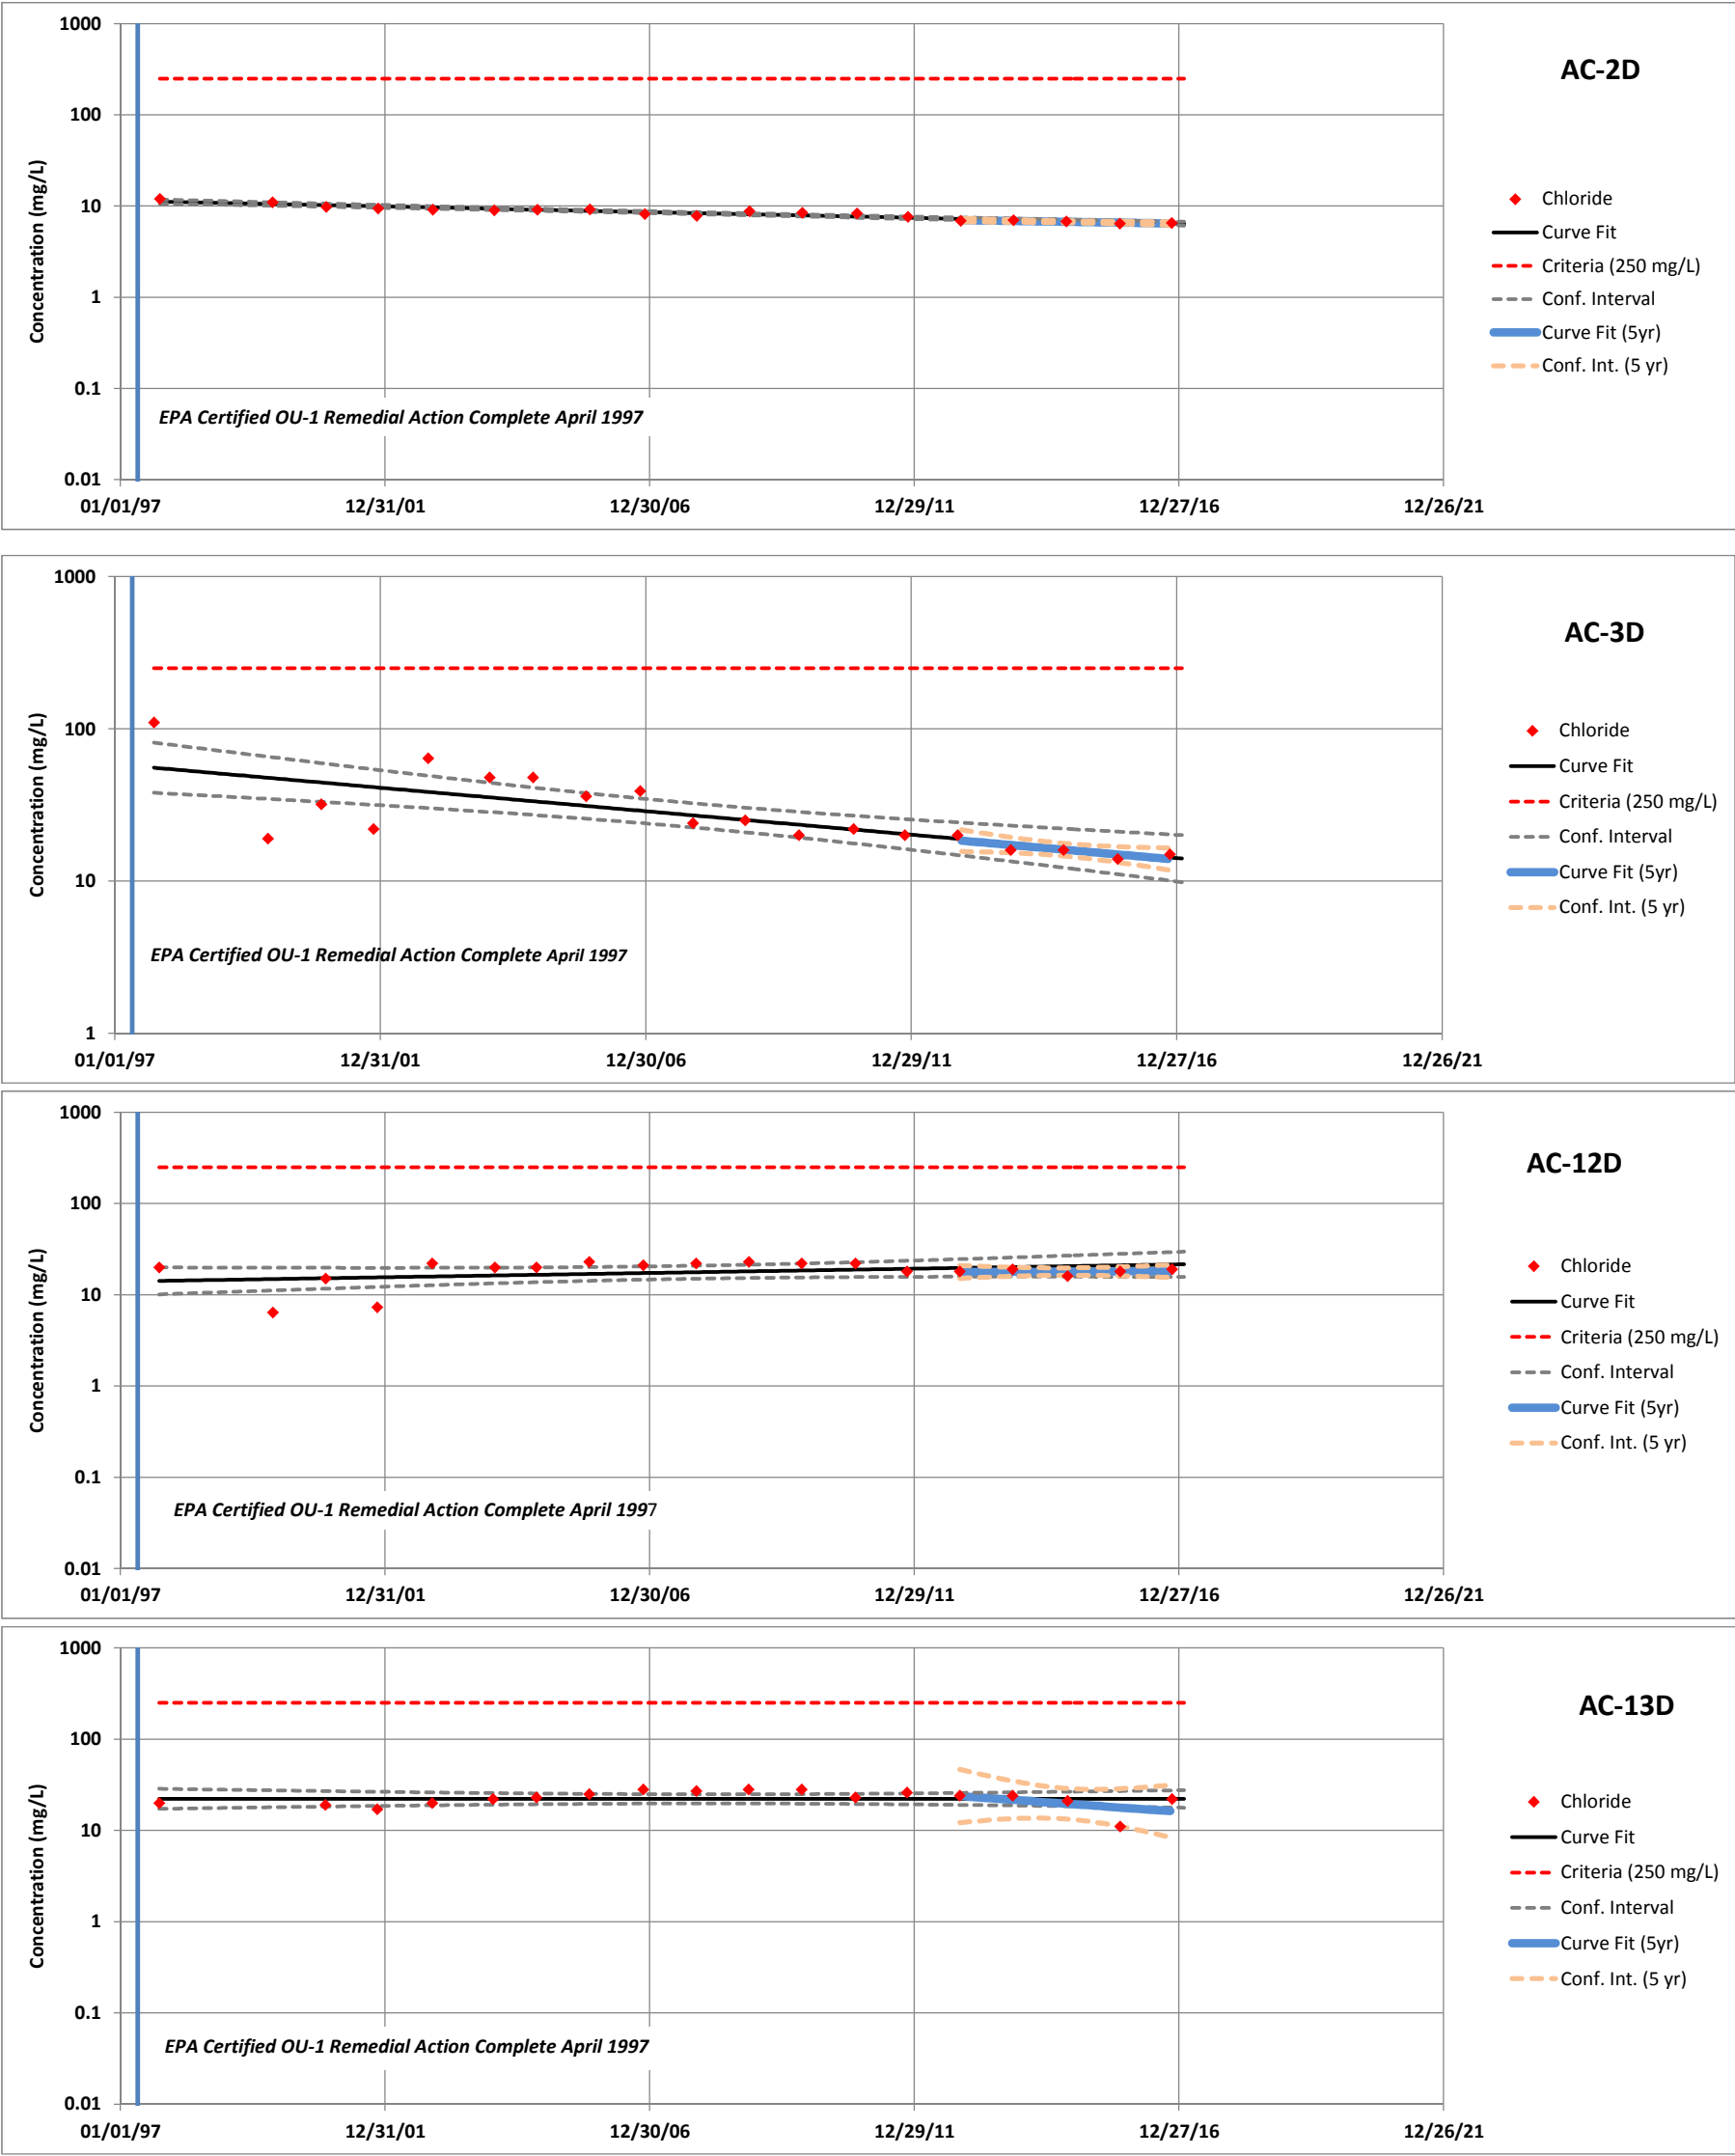 AC-2D
Concentration (mg/L)
1000
100
10
1
0.1
0.01
01/01/97
12/31/01
12/30/06
12/29/11
12/27/16
12/26/21
EPA Certified OU-1 Remedial Action Complete April 1997
Chloride
Curve Fit
Criteria (250 mg/L)
Conf. Interval
Curve Fit (5yr)
Conf. Int. (5 yr)
AC-3D
Concentration (mg/L)
1000
100
10
1
01/01/97
12/31/01
12/30/06
12/29/11
12/27/16
12/26/21
EPA Certified OU-1 Remedial Action Complete April 1997
Chloride
Curve Fit
Criteria (250 mg/L)
Conf. Interval
Curve Fit (5yr)
Conf. Int. (5 yr)
AC-12D
Concentration (mg/L)
1000
100
10
1
0.1
0.01
01/01/97
12/31/01
12/30/06
12/29/11
12/27/16
12/26/21
EPA Certified OU-1 Remedial Action Complete April 1997
Chloride
Curve Fit
Criteria (250 mg/L)
Conf. Interval
Curve Fit (5yr)
Conf. Int. (5 yr)
AC-13D
Concentration (mg/L)
1000
100
10
1
0.1
0.01
01/01/97
12/31/01
12/30/06
12/29/11
12/27/16
12/26/21
EPA Certified OU-1 Remedial Action Complete April 1997
Chloride
Curve Fit
Criteria (250 mg/L)
Conf. Interval
Curve Fit (5yr)
Conf. Int. (5 yr)